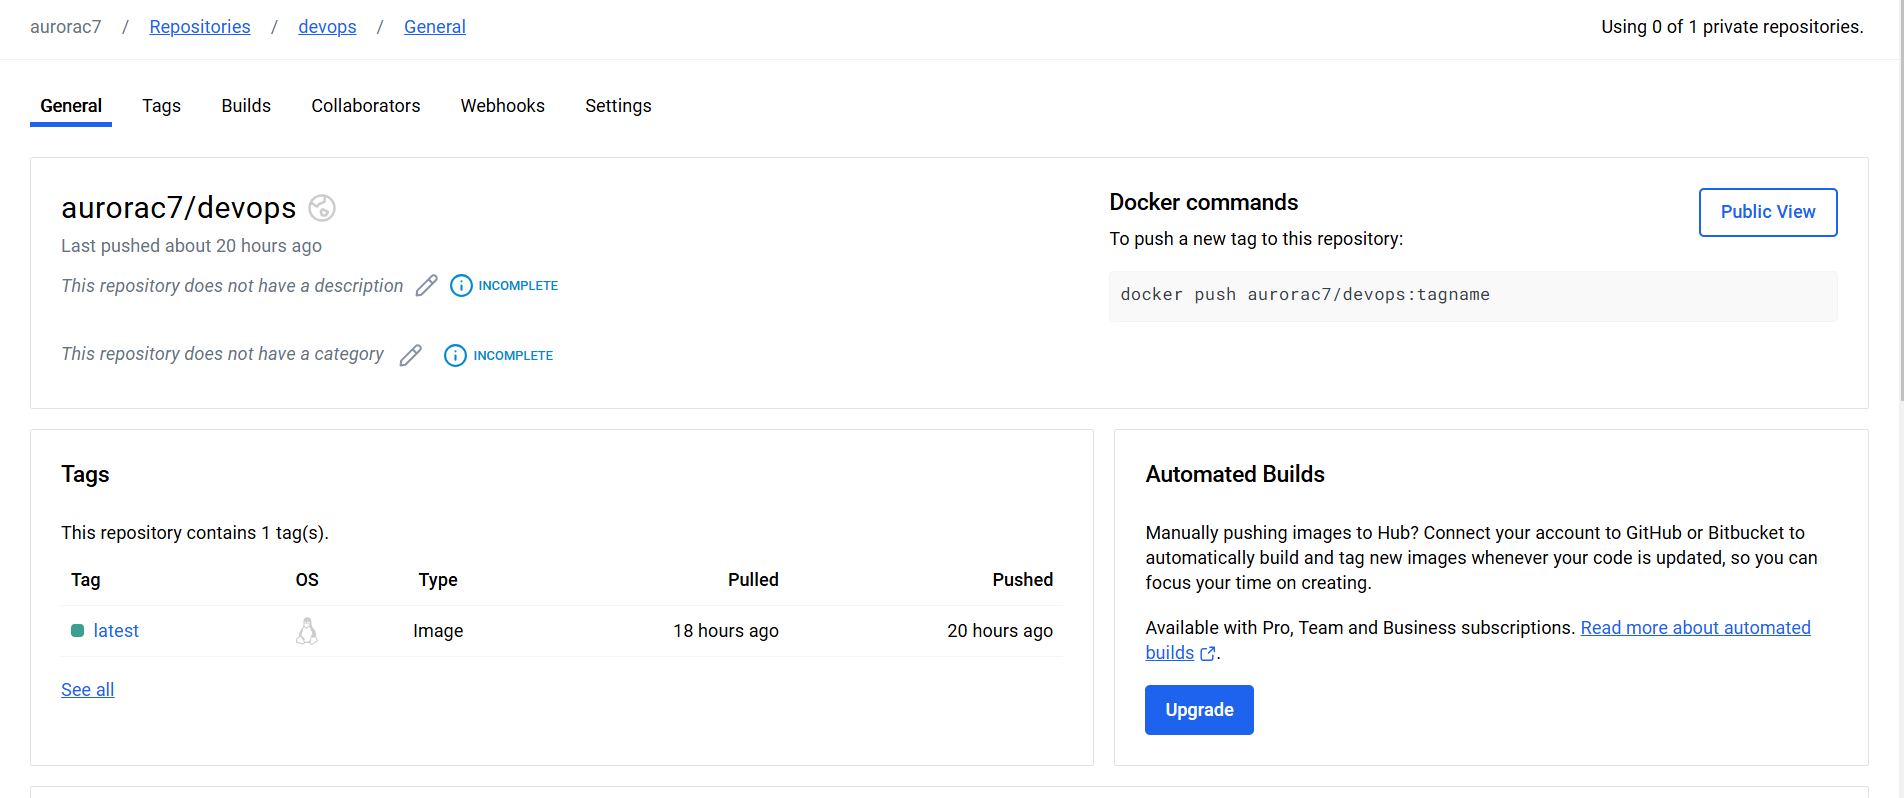 aurorac7 / Repositories / devops / General
Using 0 of 1 private repositories.
General Tags Builds Collaborators Webhooks Settings
aurorac7/devops
Last pushed about 20 hours ago
This repository does not have a description INCOMPLETE
This repository does not have a category INCOMPLETE
Docker commands
Public View
To push a new tag to this repository:
docker push aurorac7/devops:tagname
Tags
This repository contains 1 tag(s).
Tag OS Type Pulled Pushed
latest Image 18 hours ago 20 hours ago
See all
Automated Builds
Manually pushing images to Hub? Connect your account to GitHub or Bitbucket to
automatically build and tag new images whenever your code is updated, so you can
focus your time on creating.
Available with Pro, Team and Business subscriptions. Read more about automated
builds .
Upgrade